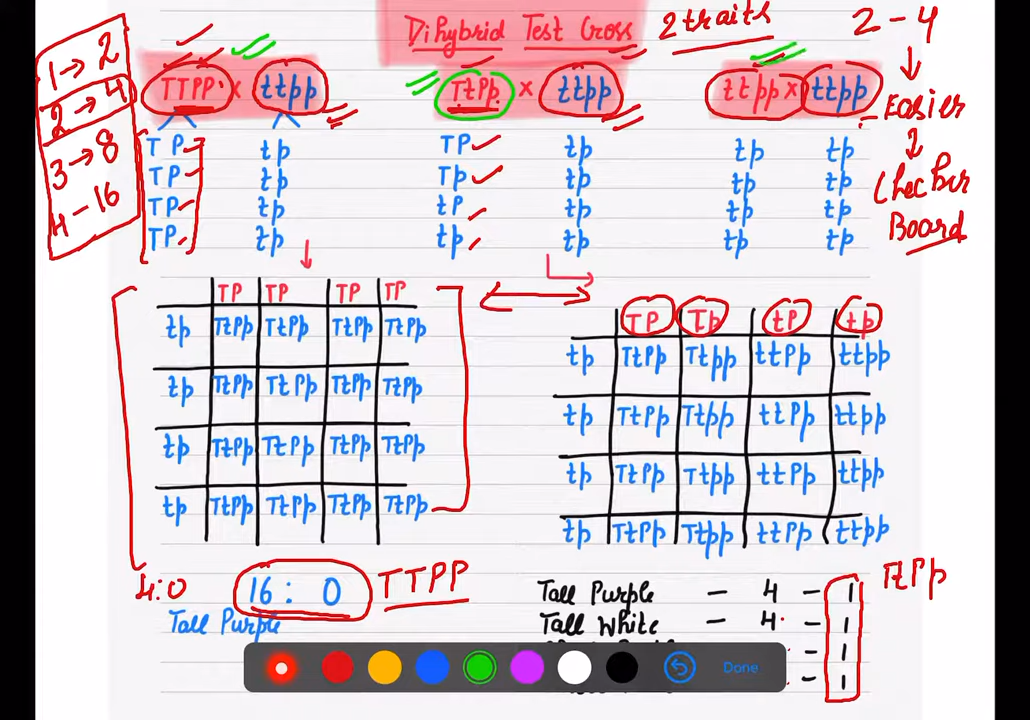 Dihybrid Test Cross 2 traits 2 - 4
1 → 2
2 → 4
3 → 8
4 - 16
TTPP × ttpp
TtPp × ttpp
ttpp × ttpp
Easier
Checker
Board
TP tp TP tp tp tp
TP tp Tp tp tp tp
TP tp tP tp tp tp
TP tp tp tp tp tp
TP TP TP TP
tp TtPp TtPp TtPp TtPp
tp TtPp TtPp TtPp TtPp
tp TtPp TtPp TtPp TtPp
tp TtPp TtPp TtPp TtPp
TP Tp tP tp
tp TtPp Ttpp ttPp ttpp
tp TtPp Ttpp ttPp ttpp
tp TtPp Ttpp ttPp ttpp
tp TtPp Ttpp ttPp ttpp
4:0 16 : 0 TTPP
Tall Purple
Tall Purple - 4 - 1 TtPp
Tall White - 4 - 1
- 1
- 1
Done